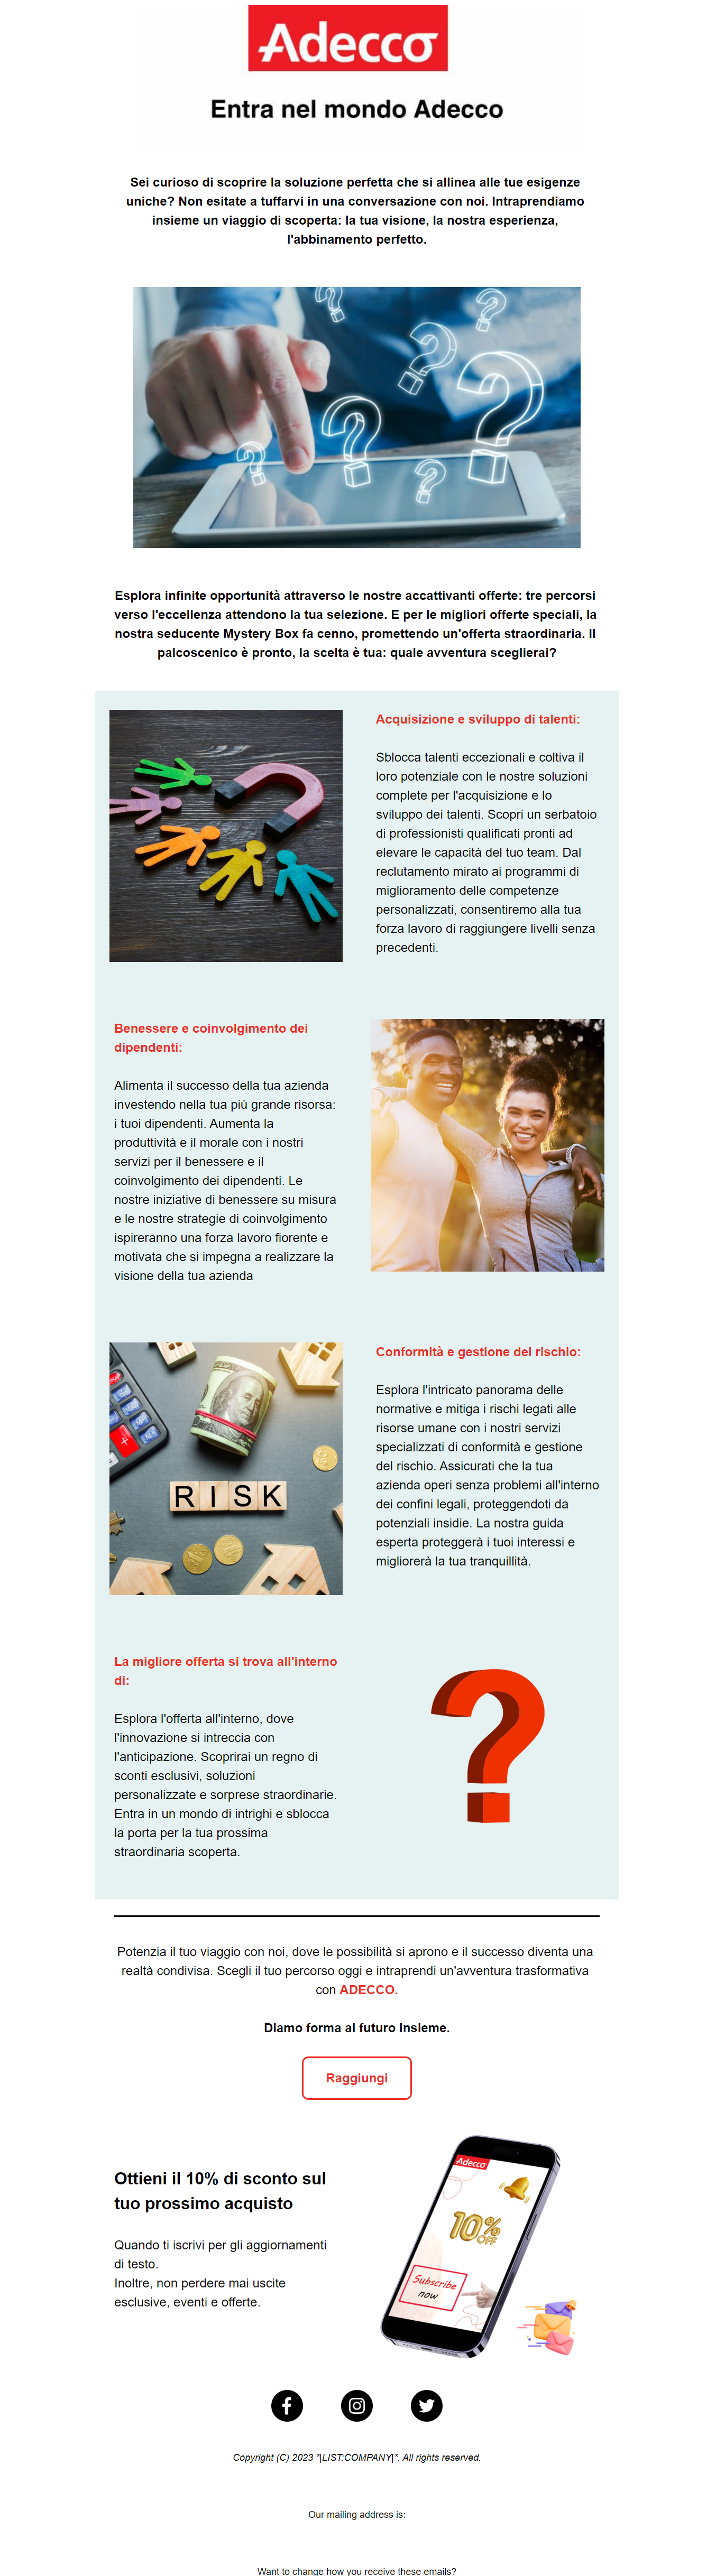 Adecco
Entra nel mondo Adecco
Sei curioso di scoprire la soluzione perfetta che si allinea alle tue esigenze
uniche? Non esitate a tuffarvi in una conversazione con noi. Intraprendiamo
insieme un viaggio di scoperta: la tua visione, la nostra esperienza,
l'abbinamento perfetto.
Esplora infinite opportunità attraverso le nostre accattivanti offerte: tre percorsi
verso l'eccellenza attendono la tua selezione. E per le migliori offerte speciali, la
nostra seducente Mystery Box fa cenno, promettendo un'offerta straordinaria. Il
palcoscenico è pronto, la scelta è tua: quale avventura sceglierai?
Acquisizione e sviluppo di talenti:
Sblocca talenti eccezionali e coltiva il
loro potenziale con le nostre soluzioni
complete per l'acquisizione e lo
sviluppo dei talenti. Scopri un serbatoio
di professionisti qualificati pronti ad
elevare le capacità del tuo team. Dal
reclutamento mirato ai programmi di
miglioramento delle competenze
personalizzati, consentiremo alla tua
forza lavoro di raggiungere livelli senza
precedenti.
Benessere e coinvolgimento dei
dipendenti:
Alimenta il successo della tua azienda
investendo nella tua più grande risorsa:
i tuoi dipendenti. Aumenta la
produttività e il morale con i nostri
servizi per il benessere e il
coinvolgimento dei dipendenti. Le
nostre iniziative di benessere su misura
e le nostre strategie di coinvolgimento
ispireranno una forza lavoro fiorente e
motivata che si impegna a realizzare la
visione della tua azienda
RISK
Conformità e gestione del rischio:
Esplora l'intricato panorama delle
normative e mitiga i rischi legati alle
risorse umane con i nostri servizi
specializzati di conformità e gestione
del rischio. Assicurati che la tua
azienda operi senza problemi all'interno
dei confini legali, proteggendoti da
potenziali insidie. La nostra guida
esperta proteggerà i tuoi interessi e
migliorerà la tua tranquillità.
La migliore offerta si trova all'interno
di:
Esplora l'offerta all'interno, dove
l'innovazione si intreccia con
l'anticipazione. Scoprirai un regno di
sconti esclusivi, soluzioni
personalizzate e sorprese straordinarie.
Entra in un mondo di intrighi e sblocca
la porta per la tua prossima
straordinaria scoperta.
?
Potenzia il tuo viaggio con noi, dove le possibilità si aprono e il successo diventa una
realtà condivisa. Scegli il tuo percorso oggi e intraprendi un'avventura trasformativa
con ADECCO.
Diamo forma al futuro insieme.
Raggiungi
Ottieni il 10% di sconto sul
tuo prossimo acquisto
Quando ti iscrivi per gli aggiornamenti
di testo.
Inoltre, non perdere mai uscite
esclusive, eventi e offerte.
Adecco
10%
OFF
Subscribe
now
Copyright (C) 2023 *|LIST:COMPANY|*. All rights reserved.
Our mailing address is:
Want to change how you receive these emails?